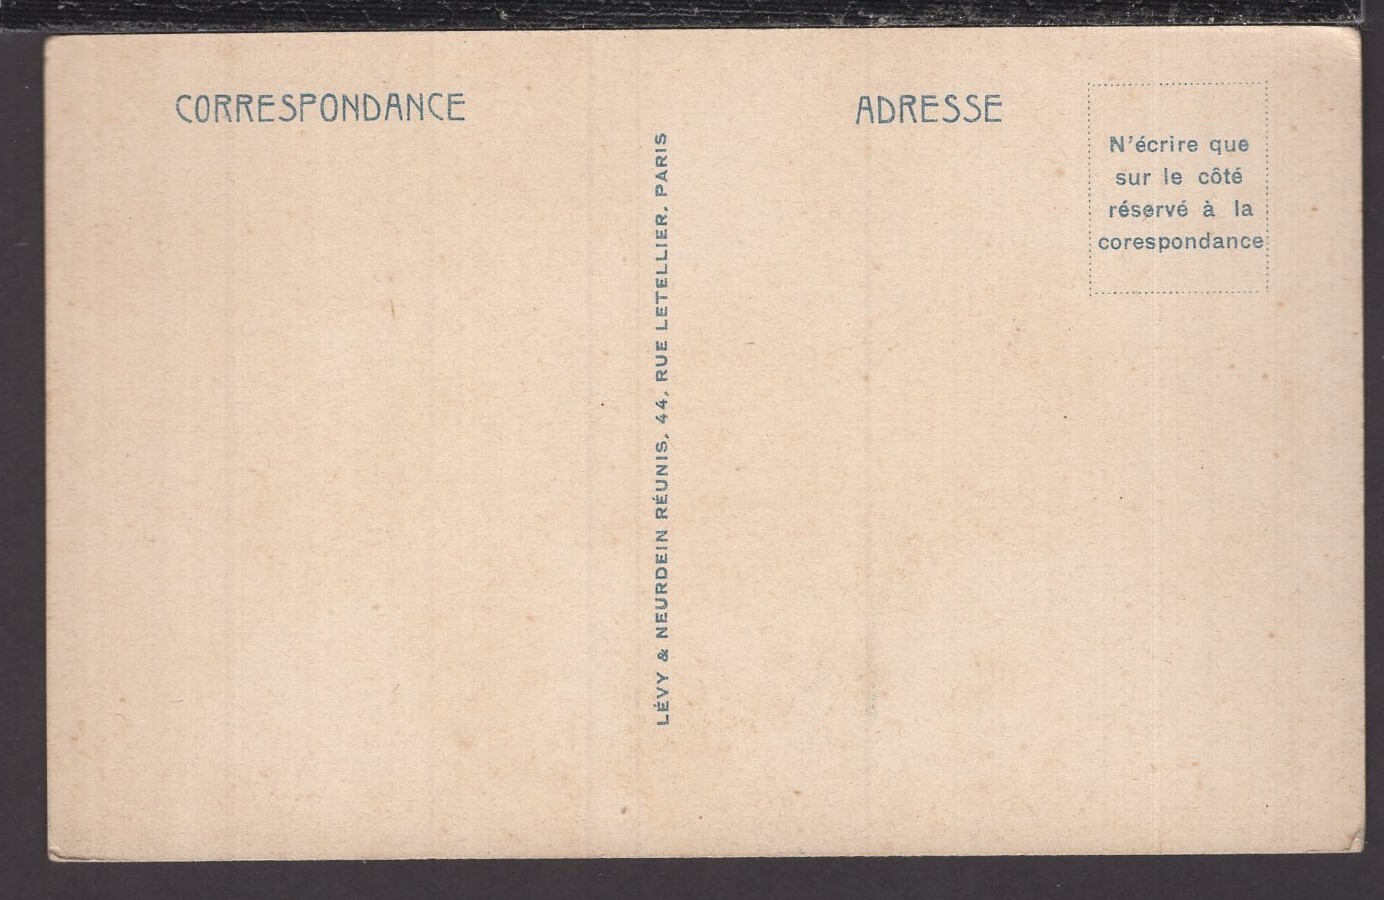 CORRESPONDANCE
ADRESSE
N'écrire que
sur le côté
réservé à la
corespondance
LÉVY & NEURDEIN RÉUNIS, 44, RUE LETELLIER, PARIS